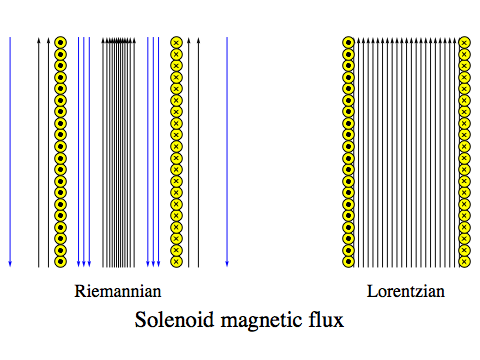 Riemannian
Lorentzian
Solenoid magnetic flux